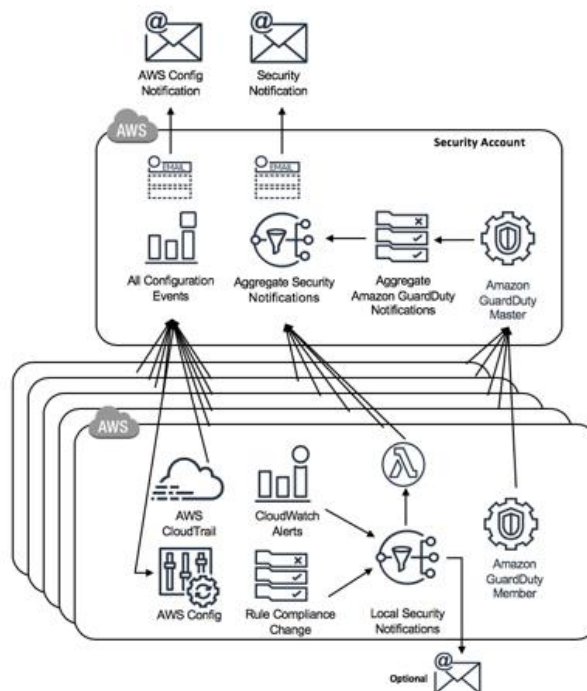 @
@
AWS Config
Notification
Security
Notification
AWS
Security Account
EMAIL
EMAIL
All Configuration
Events
Aggregate Security
Notifications
Aggregate
Amazon GuardDuty
Notifications
Amazon
GuardDuty
Master
AWS
AWS
CloudTrail
CloudWatch
Alerts
λ
AWS Config
Rule Compliance
Change
Local Security
Notifications
Amazon
GuardDuty
Member
Optional
@